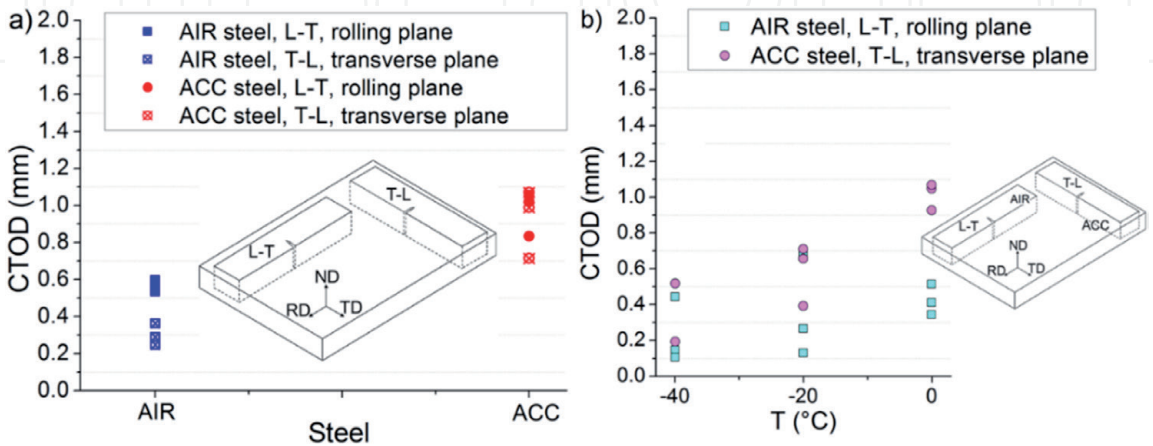 a)
2.0
1.8
1.6
1.4
1.2
1.0
0.8
0.6
0.4
0.2
0.0
CTOD (mm)
AIR steel, L-T, rolling plane
AIR steel, T-L, transverse plane
ACC steel, L-T, rolling plane
ACC steel, T-L, transverse plane
T-L
L-T
ND
RD
TD
AIR
ACC
Steel
b)
2.0
1.8
1.6
1.4
1.2
1.0
0.8
0.6
0.4
0.2
0.0
CTOD (mm)
AIR steel, L-T, rolling plane
ACC steel, T-L, transverse plane
T-L
AIR
L-T
ACC
ND
RD
TD
-40
-20
0
T (°C)